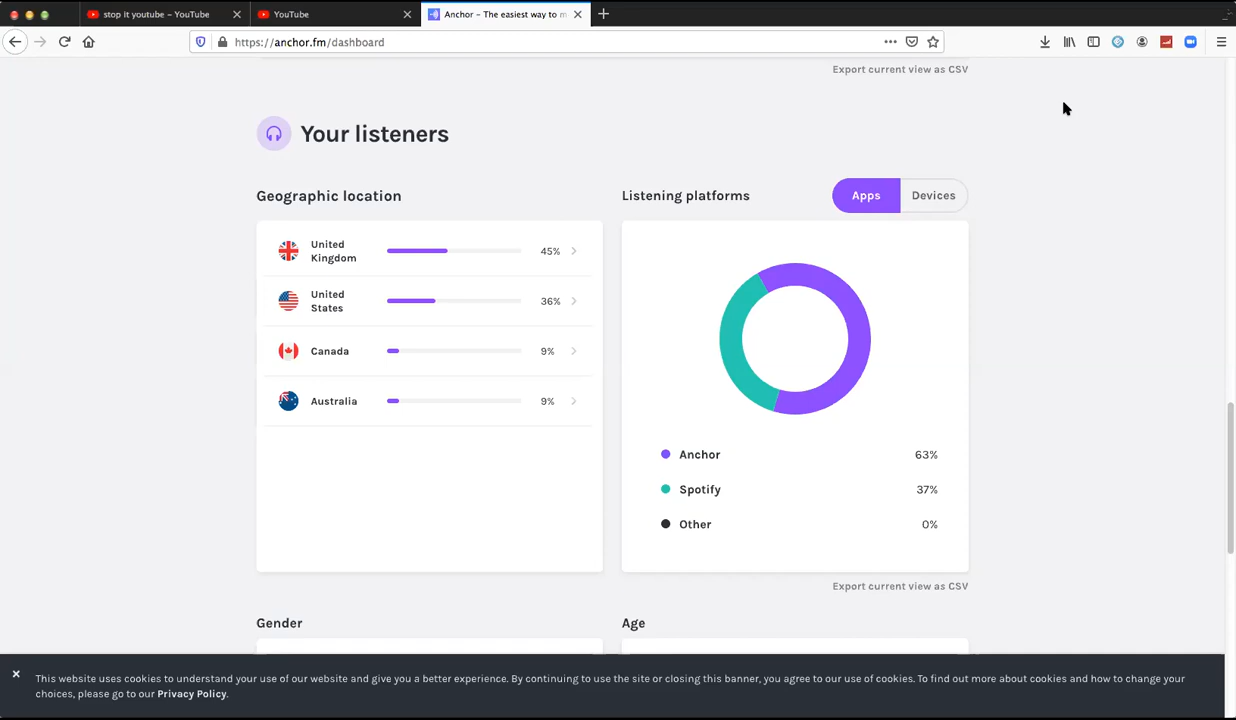 stop it youtube – YouTube
YouTube
Anchor – The easiest way to m
https://anchor.fm/dashboard
Export current view as CSV
Your listeners
Geographic location
United Kingdom 45%
United States 36%
Canada 9%
Australia 9%
Listening platforms
Apps Devices
Anchor 63%
Spotify 37%
Other 0%
Export current view as CSV
Gender
Age
This website uses cookies to understand your use of our website and give you a better experience. By continuing to use the site or closing this banner, you agree to our use of cookies. To find out more about cookies and how to change your
choices, please go to our Privacy Policy.